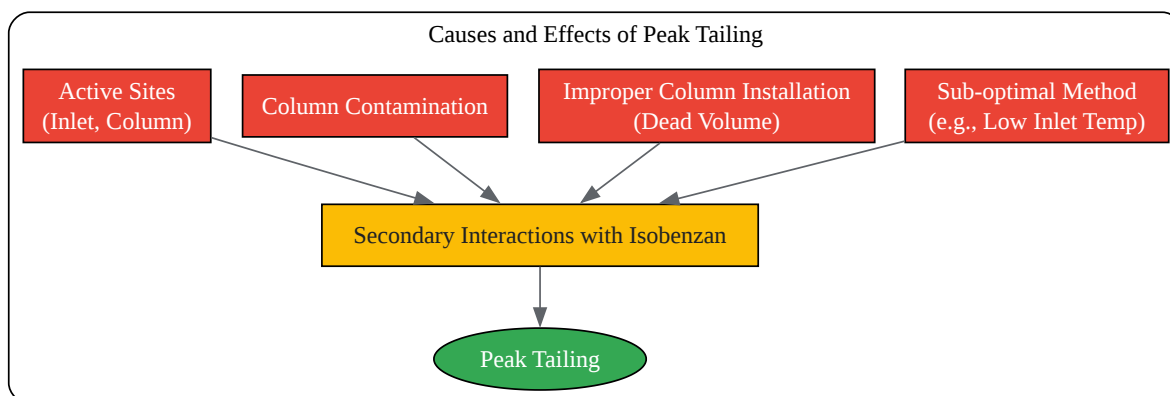 Causes and Effects of Peak Tailing
Active Sites
(Inlet, Column)
Column Contamination
Improper Column Installation
(Dead Volume)
Sub-optimal Method
(e.g., Low Inlet Temp)
Secondary Interactions with Isobenzan
Peak Tailing